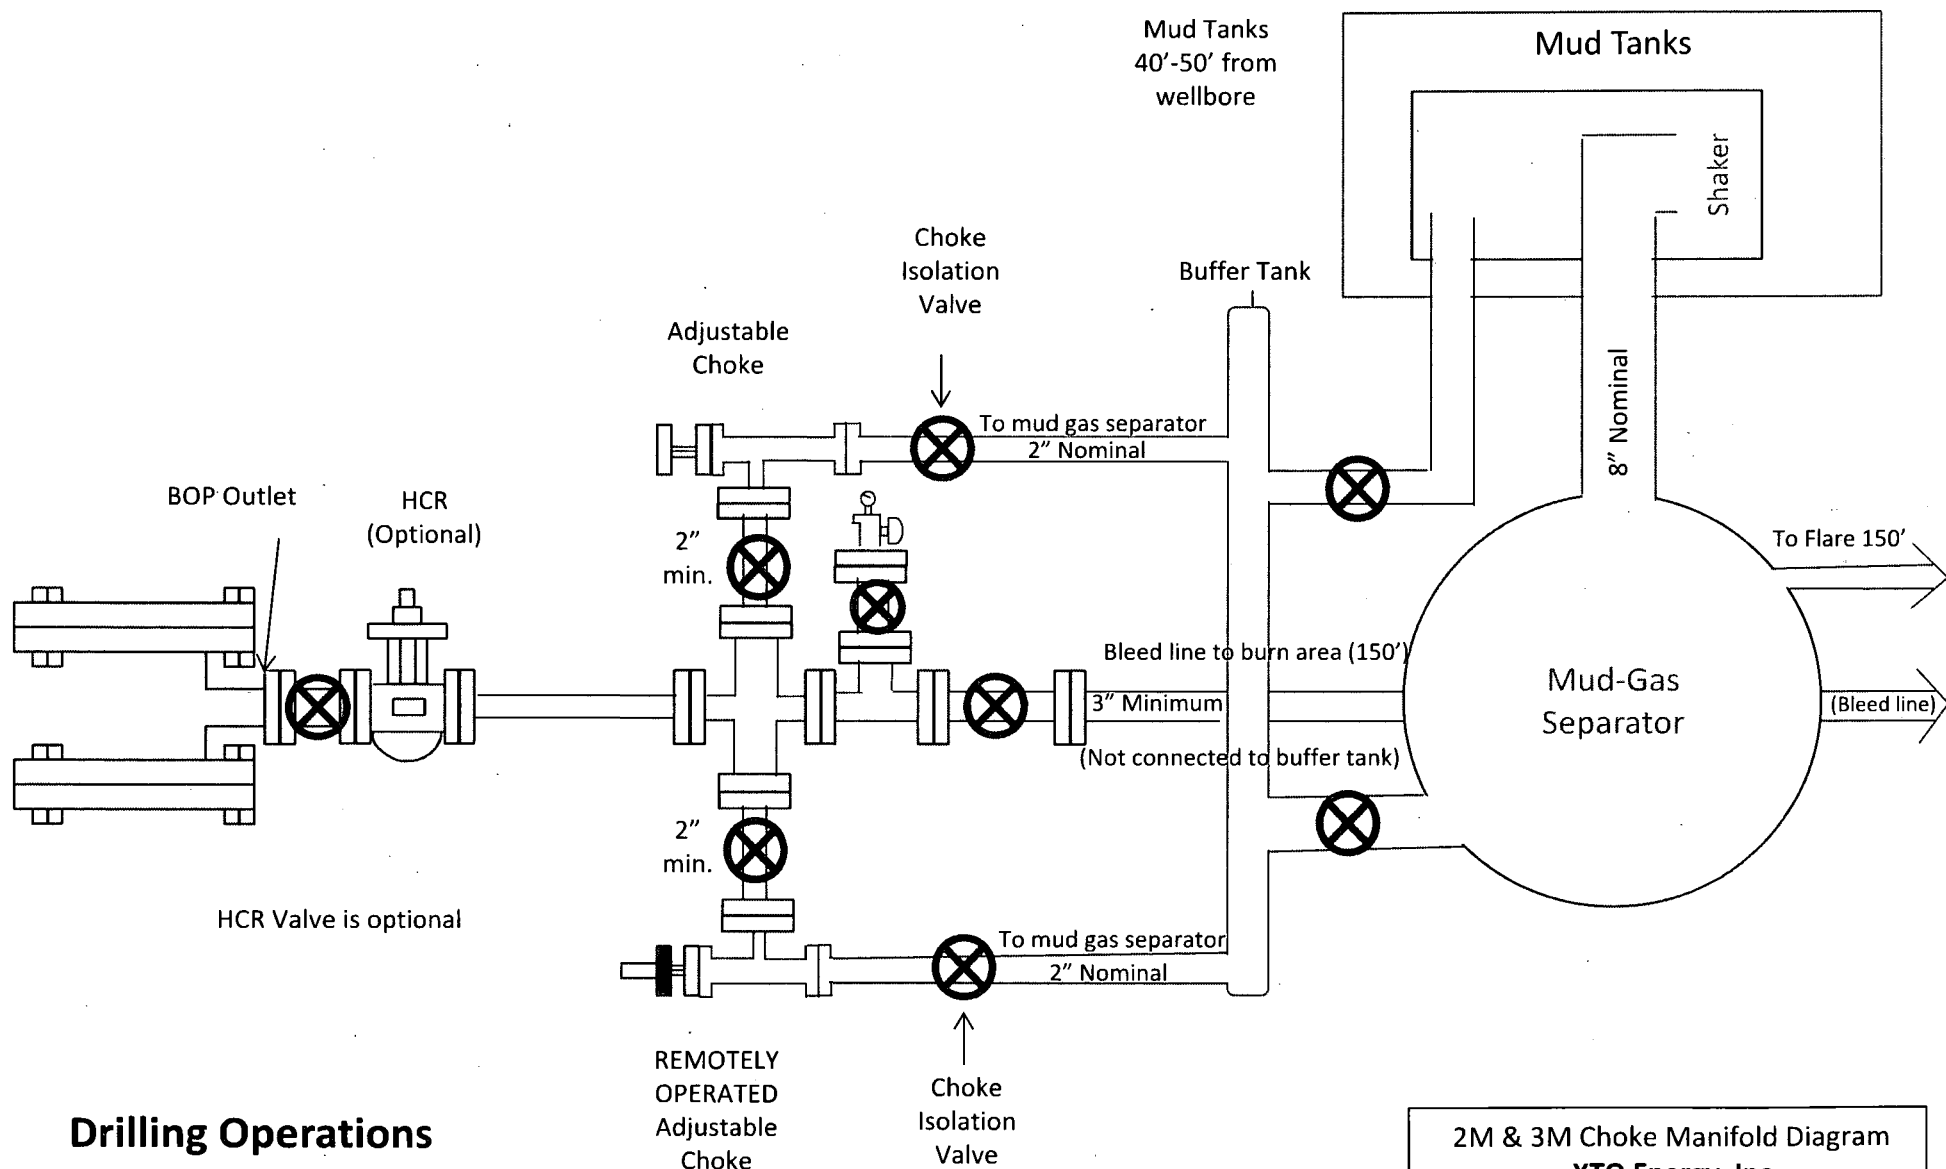 Mud Tanks
40'-50' from
wellbore
Mud Tanks
Shaker
Choke
Isolation
Valve
Buffer Tank
Adjustable
Choke
8" Nominal
To mud gas separator
2" Nominal
BOP Outlet
HCR
(Optional)
2"
min.
To Flare 150'
Bleed line to burn area (150')
3" Minimum
(Not connected to buffer tank)
Mud-Gas
Separator
(Bleed line)
2"
min.
HCR Valve is optional
To mud gas separator
2" Nominal
REMOTELY
OPERATED
Adjustable
Choke
Choke
Isolation
Valve
Drilling Operations
2M & 3M Choke Manifold Diagram
XTO Energy, Inc.